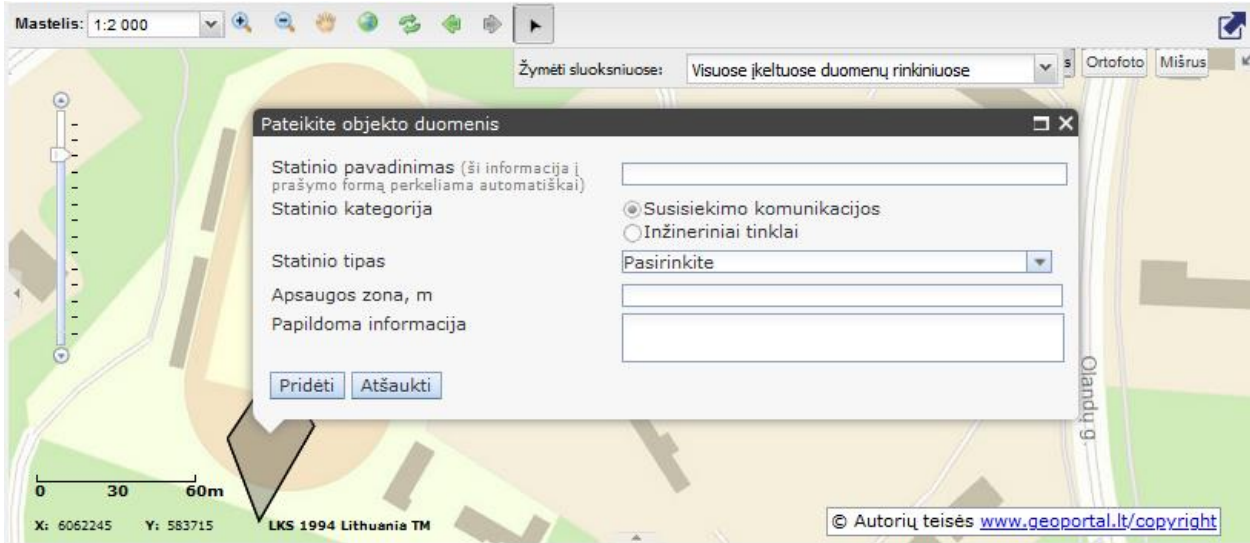 Mastelis: 1:2 000
Žymėti sluoksniuose: Visuose įkeltuose duomenų rinkiniuose
s Ortofoto Mišrus
Pateikite objekto duomenis
Statinio pavadinimas (ši informacija į
prašymo formą perkeliama automatiškai)
Statinio kategorija
Susisiekimo komunikacijos
Inžineriniai tinklai
Statinio tipas Pasirinkite
Apsaugos zona, m
Papildoma informacija
Pridėti Atšaukti
Olandų g.
0 30 60m
X: 6062245 Y: 583715 LKS 1994 Lithuania TM
© Autorių teisės www.geoportal.lt/copyright